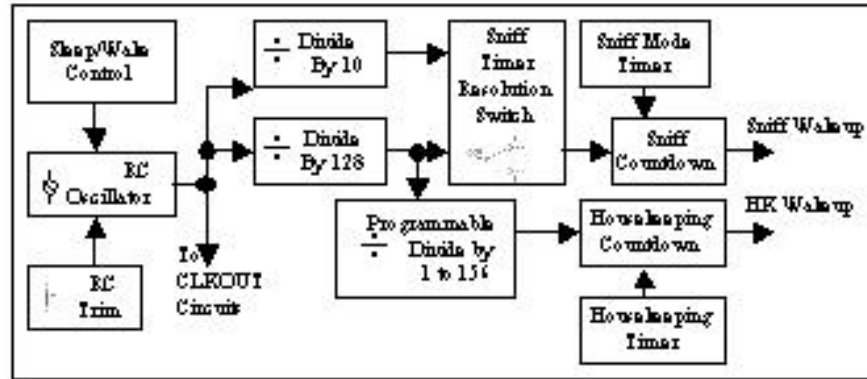 Sleep/Wake
Control
RC
Oscillator
RC
Trim
To
CLKOUT
Circuits
÷ Divide
By 10
÷ Divide
By 128
Sniff
Timer
Resolution
Switch
÷ Programmable
Divide by
1 to 156
Sniff Mode
Timer
Sniff
Countdown
Sniff Wakeup
Housekeeping
Countdown
HK Wakeup
Housekeeping
Timer